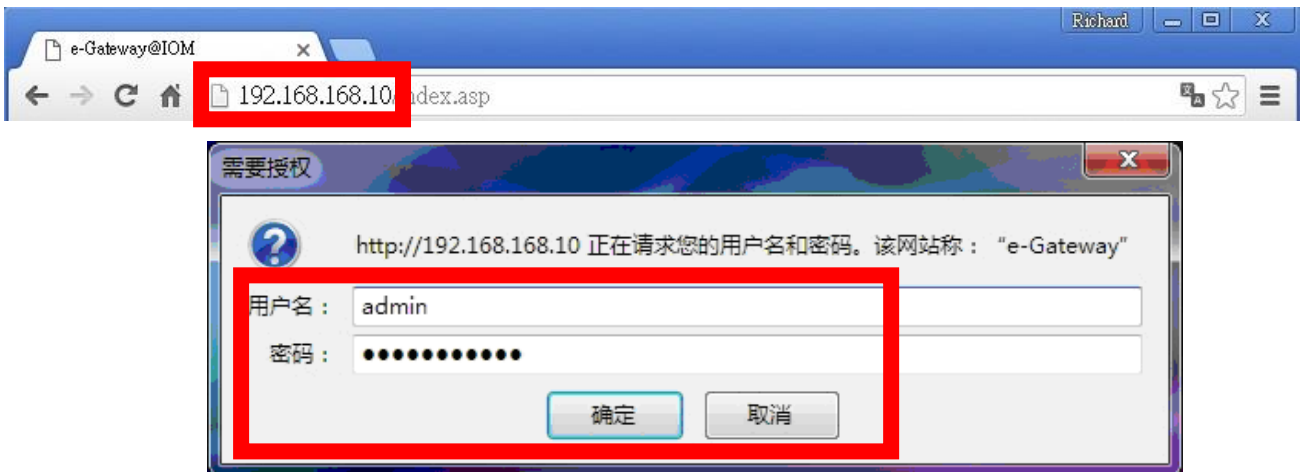 Richard
e-Gateway@IOM
192.168.168.10/index.asp
需要授权
http://192.168.168.10 正在请求您的用户名和密码。该网站称： “e-Gateway”
用户名： admin
密码： ●●●●●●●●●●●
确定 取消